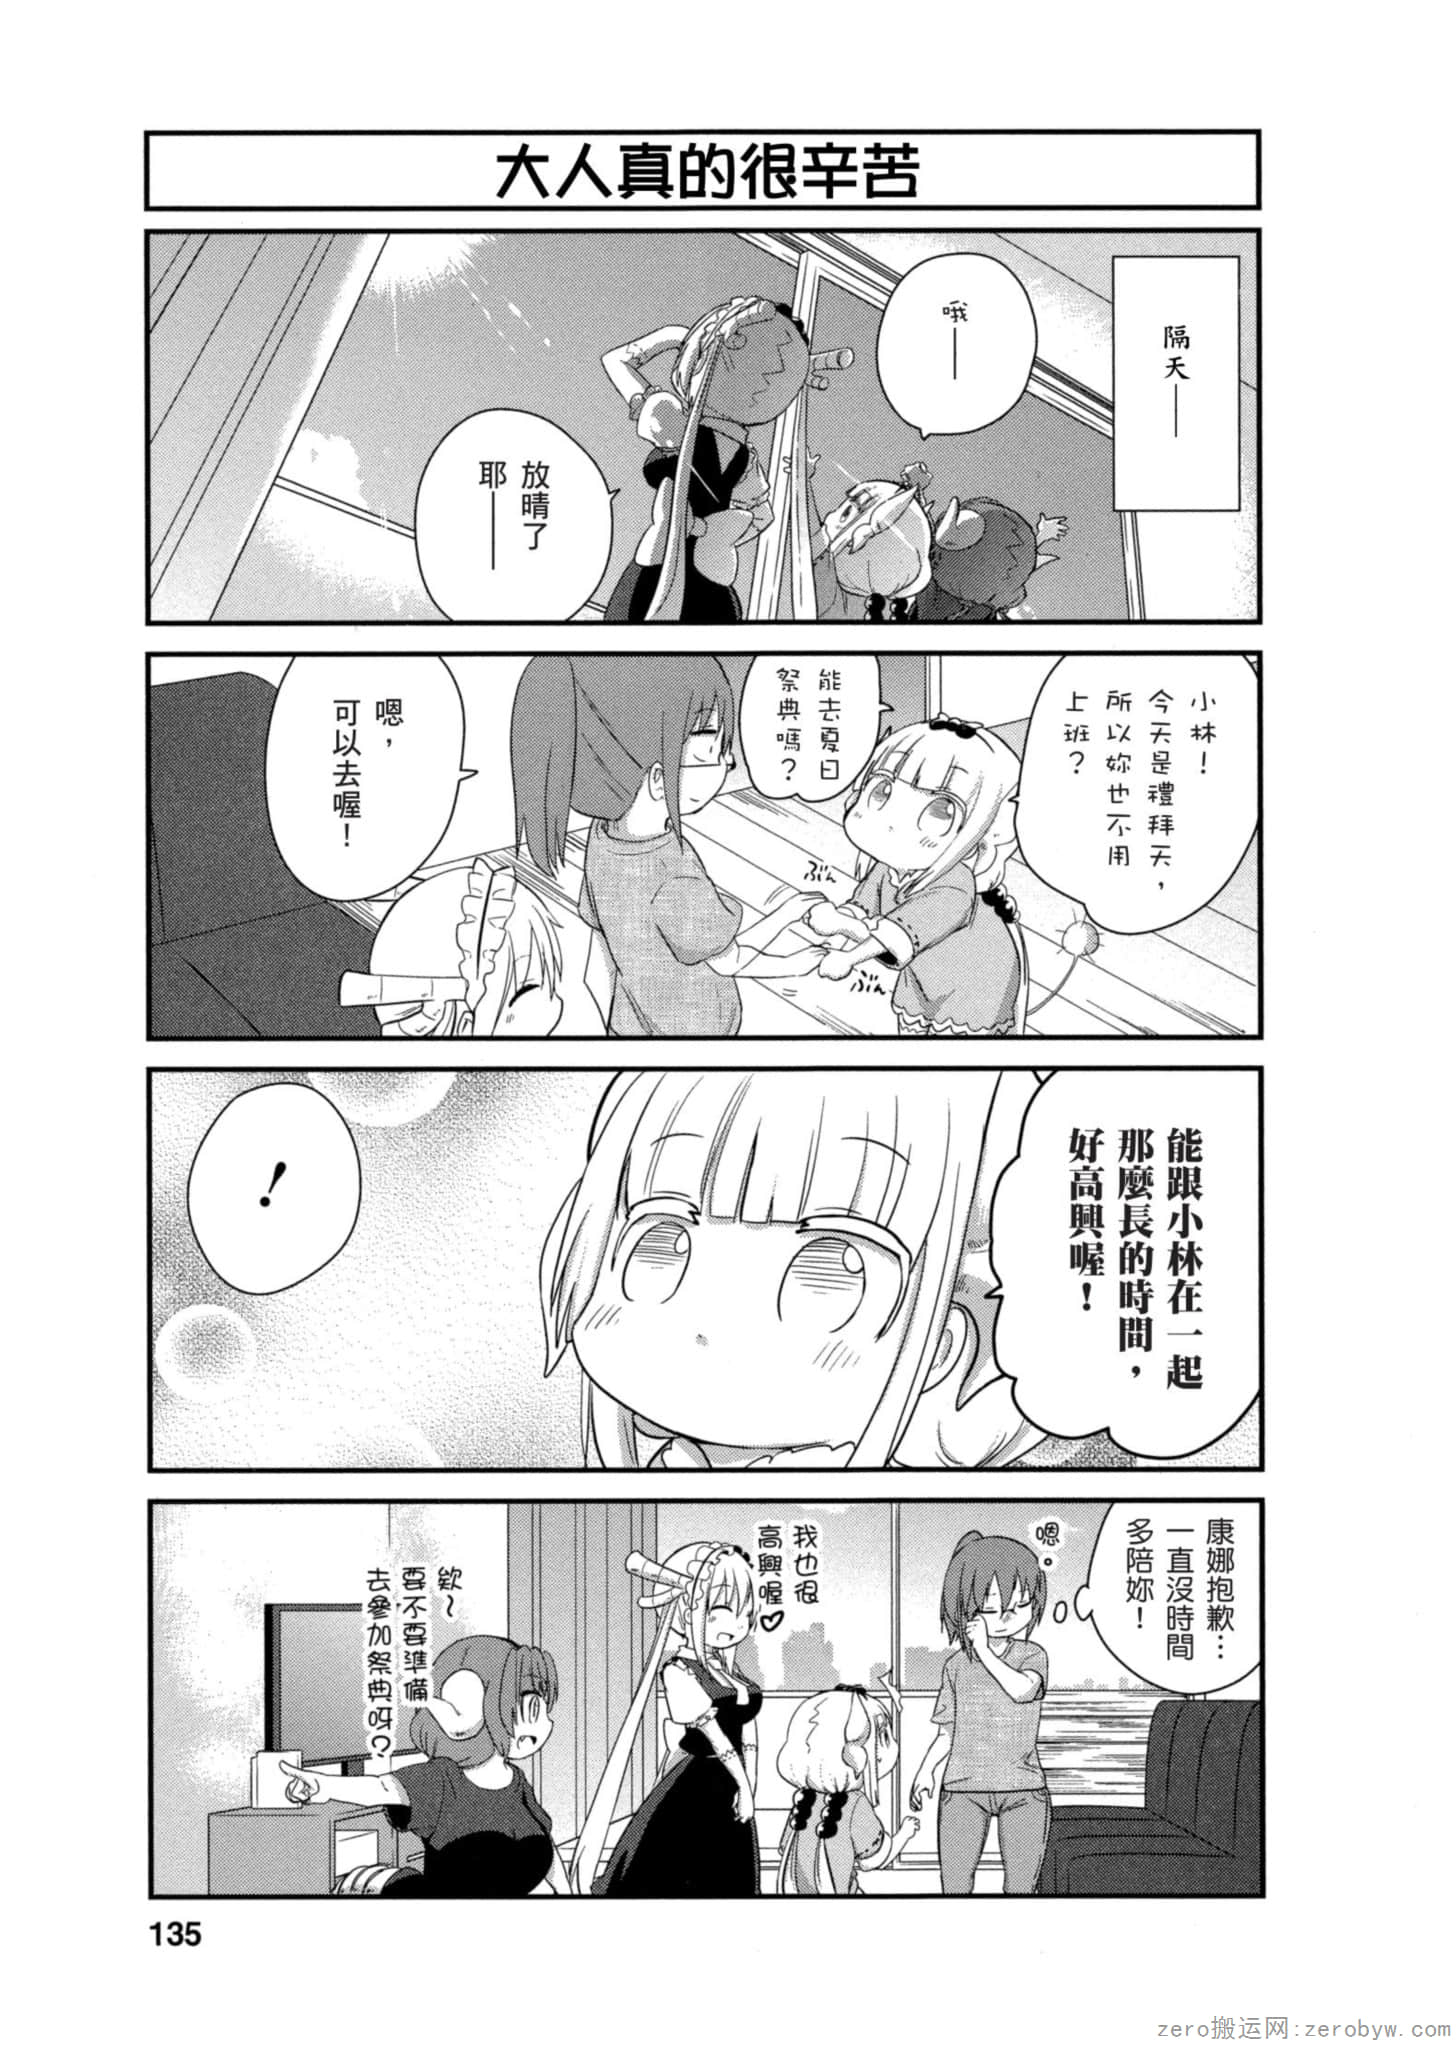 大人真的很辛苦
隔天——
哦——
放晴了
耶——
小林！
今天是禮拜天，
所以妳也不用
上班？
能去夏日
祭典嗎？
ぶん
ぶん
嗯，
可以去喔！
能跟小林在一起
那麼長的時間，
好高興喔！
！
康娜抱歉…
一直沒時間
多陪妳！
嗯。
我也很
高興喔♥
欸～
要不要準備
去參加祭典呀？
135
zero搬运网:zerobyw.com